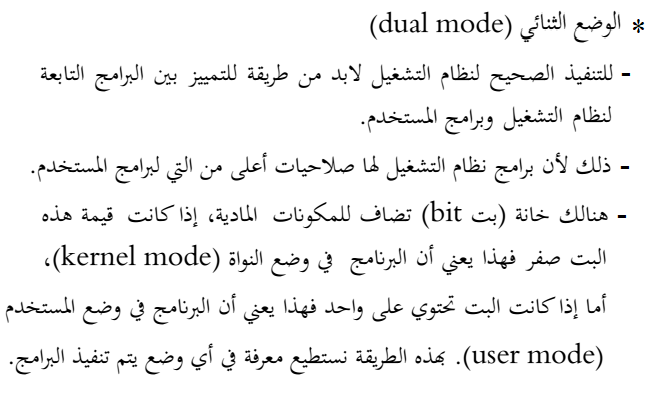 * الوضع الثنائي (dual mode)
- للتنفيذ الصحيح لنظام التشغيل لابد من طريقة للتمييز بين البرامج التابعة
لنظام التشغيل وبرامج المستخدم.
- ذلك لأن برامج نظام التشغيل لها صلاحيات أعلى من التي لبرامج المستخدم.
- هنالك خانة (بت bit) تضاف للمكونات المادية، إذا كانت قيمة هذه
البت صفر فهذا يعني أن البرنامج في وضع النواة (kernel mode)،
أما إذا كانت البت تحتوي على واحد فهذا يعني أن البرنامج في وضع المستخدم
(user mode). بهذه الطريقة نستطيع معرفة في أي وضع يتم تنفيذ البرامج.